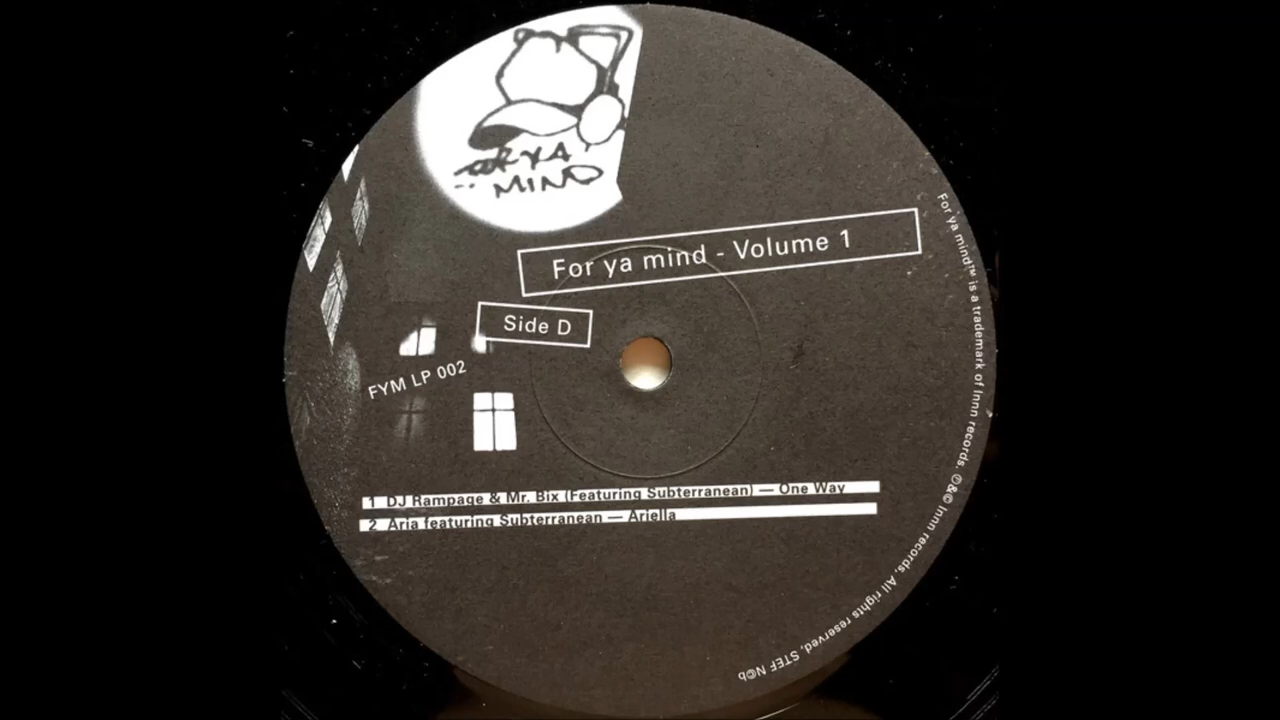 MIND
For ya mind - Volume 1
Side D
FYM LP 002
1 DJ Rampage & Mr. Bix (Featuring Subterranean) — One Way
2 Aria featuring Subterranean — Ariella
For ya mind™ is a trademark of Innn records. ℗&© Innn records, All rights reserved, STEF N©b